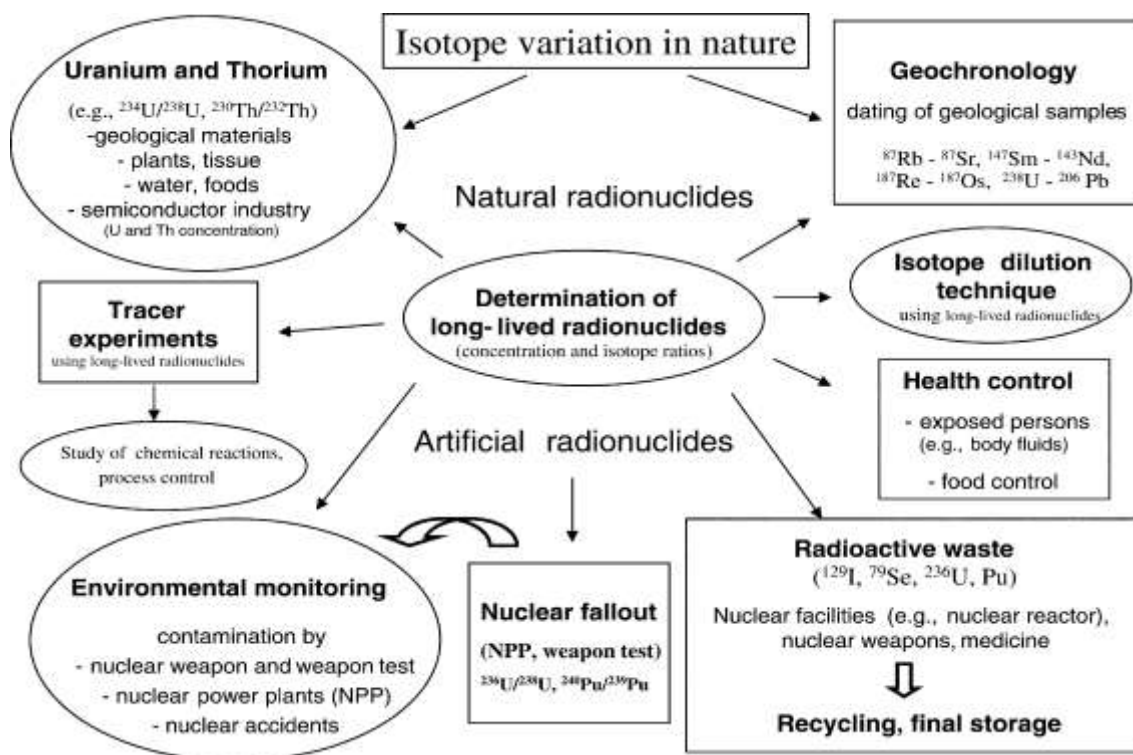 Isotope variation in nature
Uranium and Thorium
(e.g., ²³⁴U/²³⁸U, ²³⁰Th/²³²Th)
-geological materials
- plants, tissue
- water, foods
- semiconductor industry
(U and Th concentration)
Geochronology
dating of geological samples
⁸⁷Rb - ⁸⁷Sr, ¹⁴⁷Sm - ¹⁴³Nd,
¹⁸⁷Re - ¹⁸⁷Os, ²³⁸U - ²⁰⁶ Pb
Natural radionuclides
Tracer
experiments
using long-lived radionuclides
Determination of
long-lived radionuclides
(concentration and isotope ratios)
Isotope dilution
technique
using long-lived radionuclides
Health control
- exposed persons
(e.g., body fluids)
- food control
Study of chemical reactions,
process control
Artificial radionuclides
Environmental monitoring
contamination by
- nuclear weapon and weapon test
- nuclear power plants (NPP)
- nuclear accidents
Nuclear fallout
(NPP, weapon test)
²³⁶U/²³⁸U, ²⁴⁰Pu/²³⁹Pu
Radioactive waste
(¹²⁹I, ⁷⁹Se, ²³⁶U, Pu)
Nuclear facilities (e.g., nuclear reactor),
nuclear weapons, medicine
Recycling, final storage